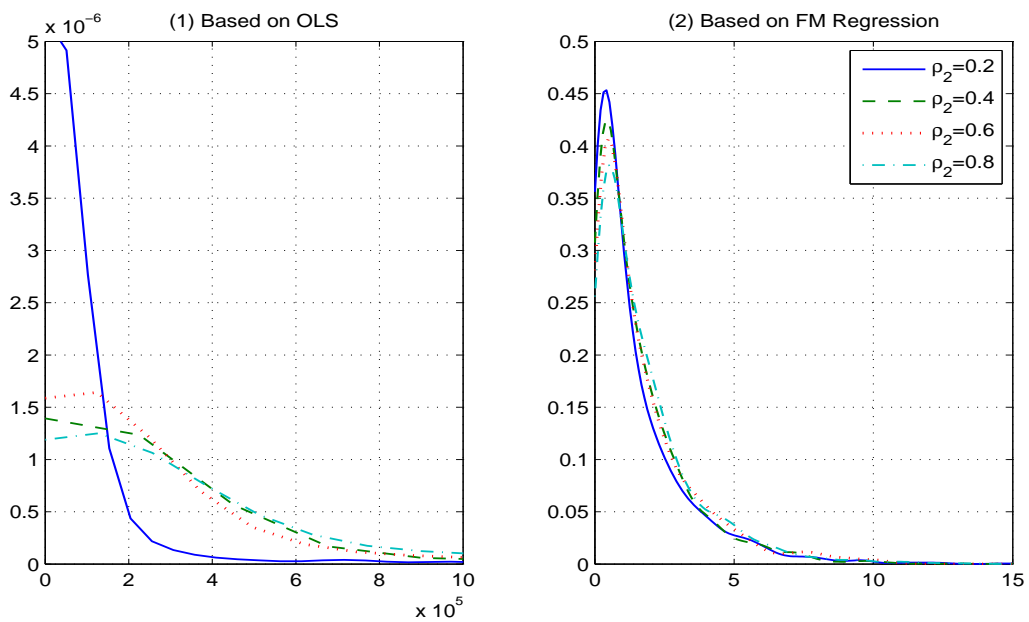 (1) Based on OLS
x 10^-6
5
4.5
4
3.5
3
2.5
2
1.5
1
0.5
0
0 2 4 6 8 10
x 10^5
(2) Based on FM Regression
0.5
0.45
0.4
0.35
0.3
0.25
0.2
0.15
0.1
0.05
0
0 5 10 15
ρ2=0.2
ρ2=0.4
ρ2=0.6
ρ2=0.8